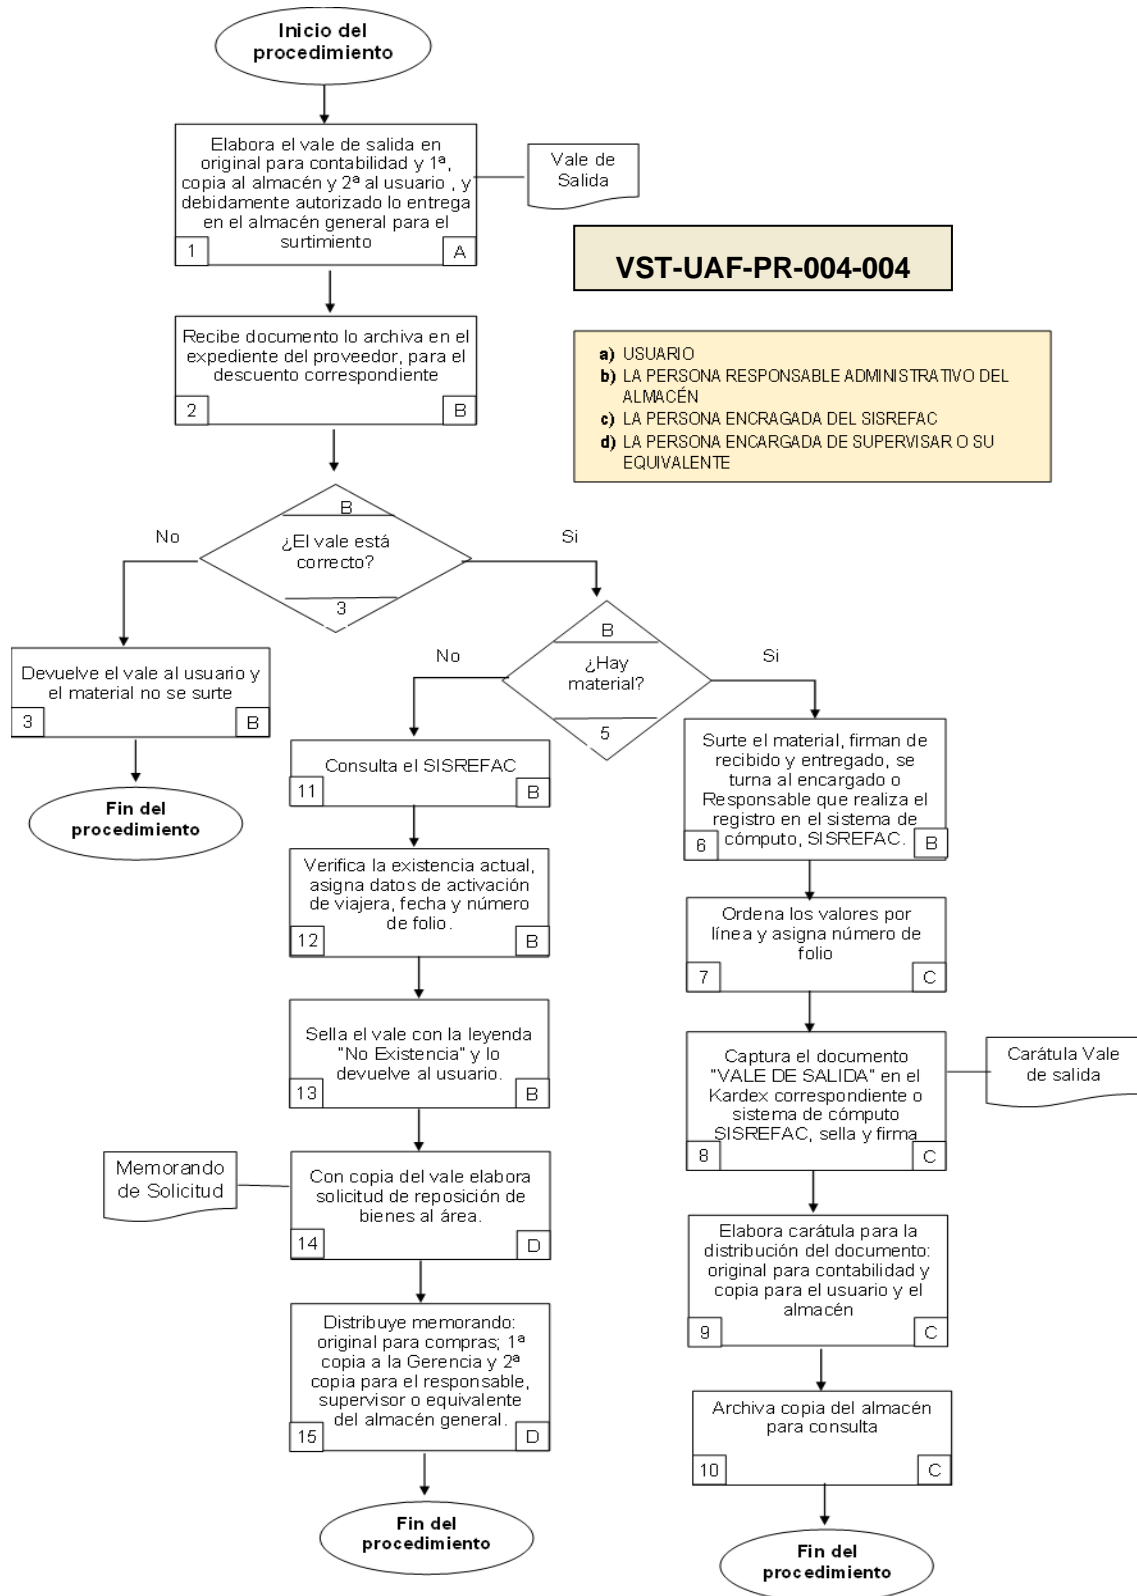 Inicio del
procedimiento
Elabora el vale de salida en
original para contabilidad y 1ª,
copia al almacén y 2ª al usuario , y
debidamente autorizado lo entrega
en el almacén general para el
surtimiento
1
A
Vale de
Salida
VST-UAF-PR-004-004
Recibe documento lo archiva en el
expediente del proveedor, para el
descuento correspondiente
2
B
a) USUARIO
b) LA PERSONA RESPONSABLE ADMINISTRATIVO DEL
ALMACÉN
c) LA PERSONA ENCRAGADA DEL SISREFAC
d) LA PERSONA ENCARGADA DE SUPERVISAR O SU
EQUIVALENTE
B
¿El vale está
correcto?
3
No
Si
Devuelve el vale al usuario y
el material no se surte
3
B
Fin del
procedimiento
B
¿Hay
material?
5
No
Si
Consulta el SISREFAC
11
B
Verifica la existencia actual,
asigna datos de activación
de viajera, fecha y número
de folio.
12
B
Sella el vale con la leyenda
"No Existencia" y lo
devuelve al usuario.
13
B
Memorando
de Solicitud
Con copia del vale elabora
solicitud de reposición de
bienes al área.
14
D
Distribuye memorando:
original para compras; 1ª
copia a la Gerencia y 2ª
copia para el responsable,
supervisor o equivalente
del almacén general.
15
D
Fin del
procedimiento
Surte el material, firman de
recibido y entregado, se
turna al encargado o
Responsable que realiza el
registro en el sistema de
cómputo, SISREFAC.
6
B
Ordena los valores por
línea y asigna número de
folio
7
C
Captura el documento
"VALE DE SALIDA" en el
Kardex correspondiente o
sistema de cómputo
SISREFAC, sella y firma
8
C
Carátula Vale
de salida
Elabora carátula para la
distribución del documento:
original para contabilidad y
copia para el usuario y el
almacén
9
C
Archiva copia del almacén
para consulta
10
C
Fin del
procedimiento